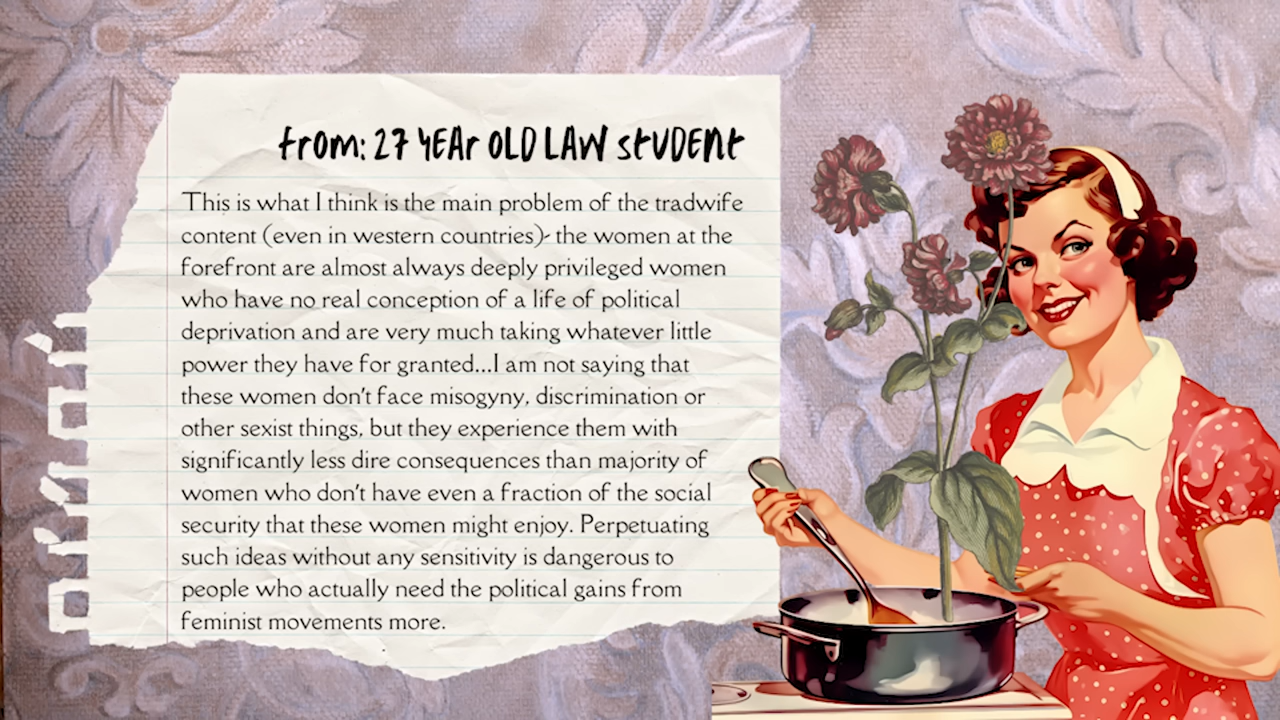 from: 27 YEAr OLD LAW stUDENt
This is what I think is the main problem of the tradwife
content (even in western countries)- the women at the
forefront are almost always deeply privileged women
who have no real conception of a life of political
deprivation and are very much taking whatever little
power they have for granted...I am not saying that
these women don't face misogyny, discrimination or
other sexist things, but they experience them with
significantly less dire consequences than majority of
women who don't have even a fraction of the social
security that these women might enjoy. Perpetuating
such ideas without any sensitivity is dangerous to
people who actually need the political gains from
feminist movements more.